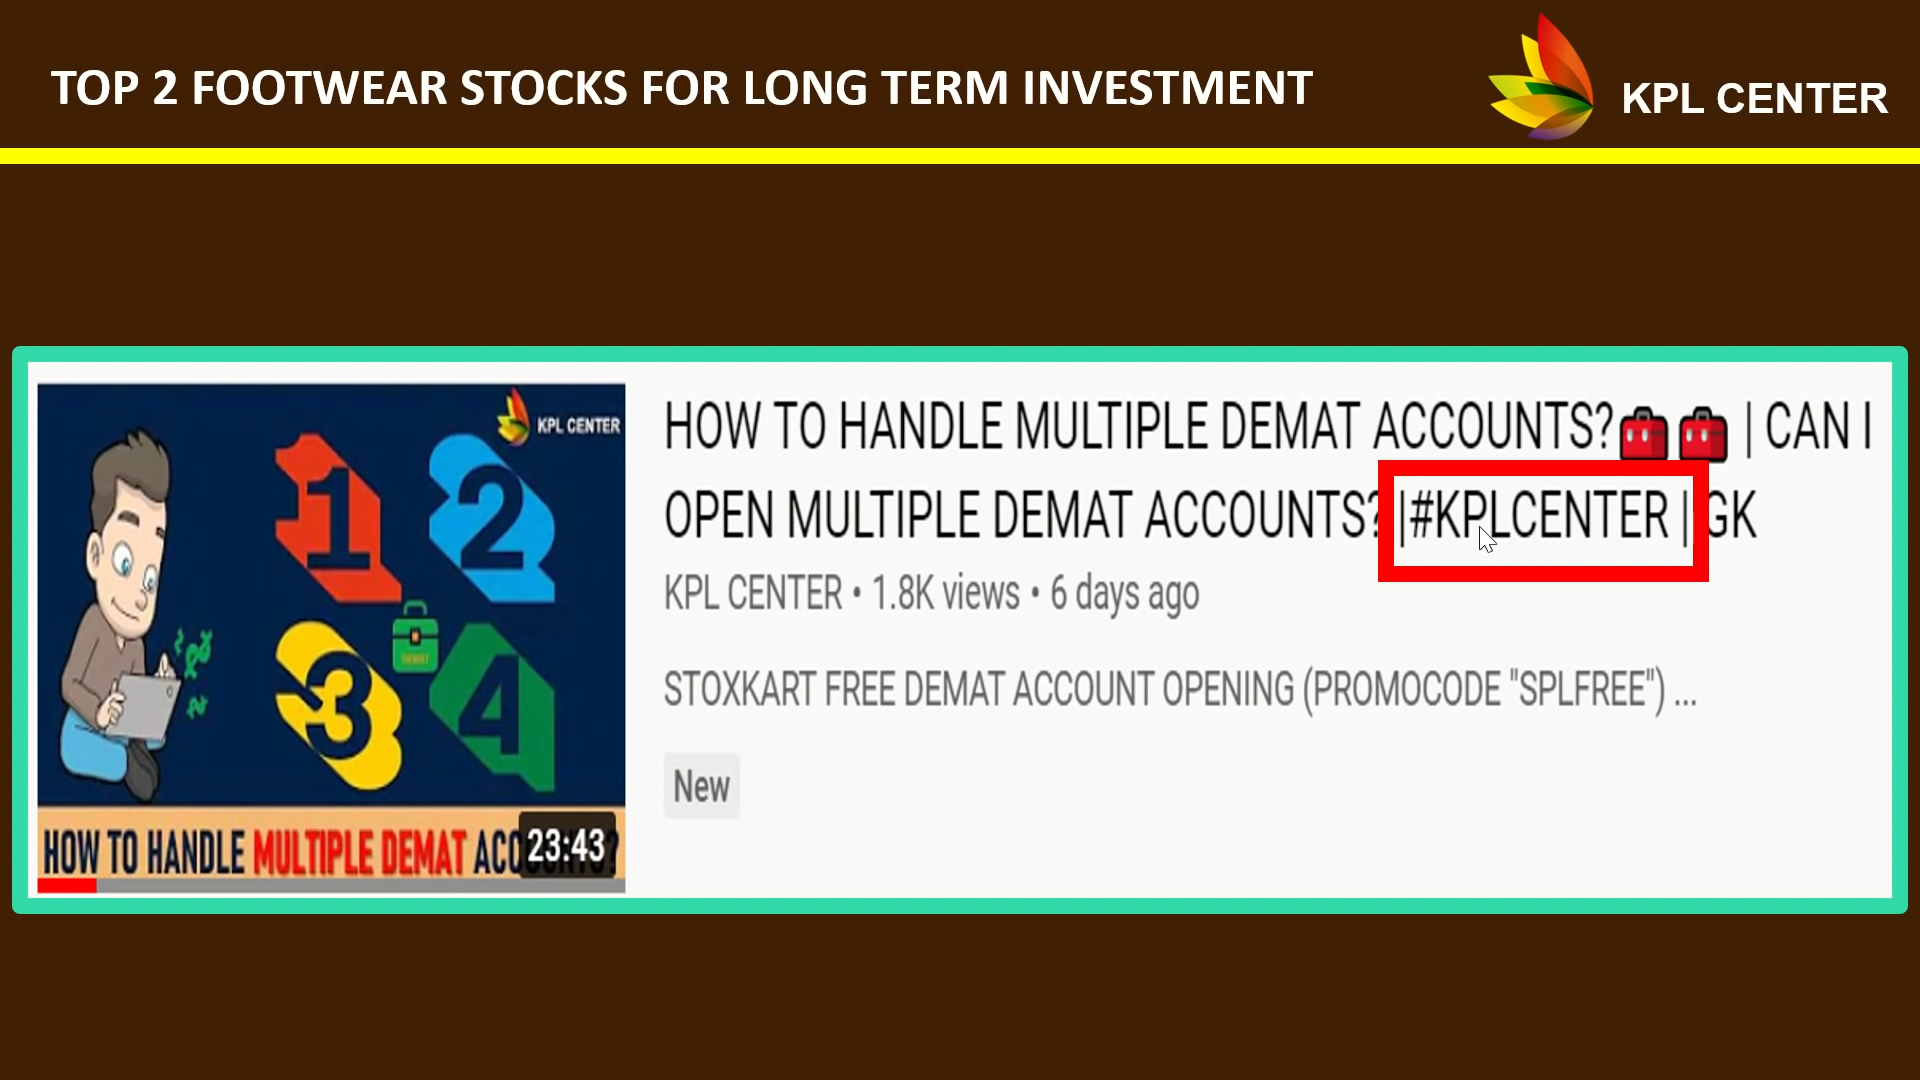 TOP 2 FOOTWEAR STOCKS FOR LONG TERM INVESTMENT
KPL CENTER
KPL CENTER
1
2
3
4
DEMAT
HOW TO HANDLE MULTIPLE DEMAT ACCOUNTS?
23:43
HOW TO HANDLE MULTIPLE DEMAT ACCOUNTS?🧰🧰 | CAN I
OPEN MULTIPLE DEMAT ACCOUNTS? |#KPLCENTER | GK
KPL CENTER • 1.8K views • 6 days ago
STOXKART FREE DEMAT ACCOUNT OPENING (PROMOCODE "SPLFREE") ...
New